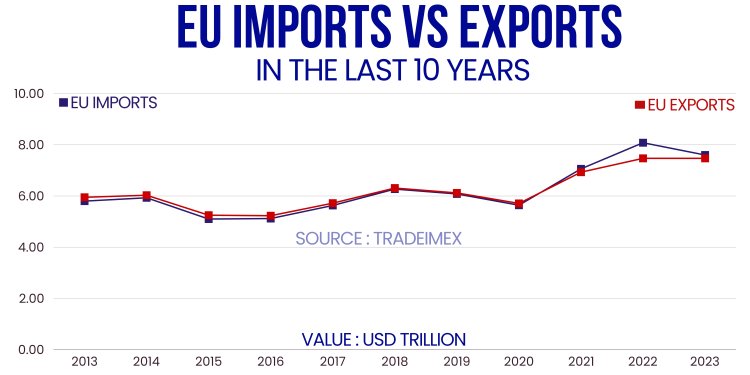 EU IMPORTS VS EXPORTS
IN THE LAST 10 YEARS
10.00
EU IMPORTS
EU EXPORTS
8.00
6.00
4.00
SOURCE : TRADEIMEX
2.00
VALUE : USD TRILLION
0.00
2013 2014 2015 2016 2017 2018 2019 2020 2021 2022 2023